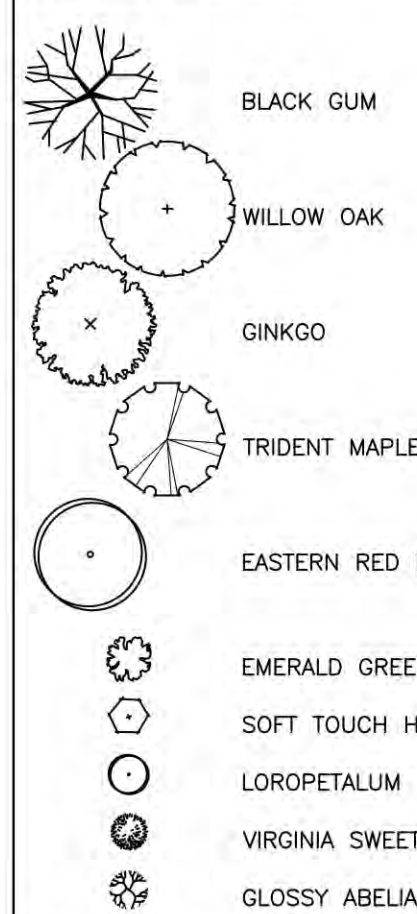 BLACK GUM
WILLOW OAK
GINKGO
TRIDENT MAPLE
EASTERN RED
EMERALD GREE
SOFT TOUCH H
LOROPETALUM
VIRGINIA SWEET
GLOSSY ABELIA